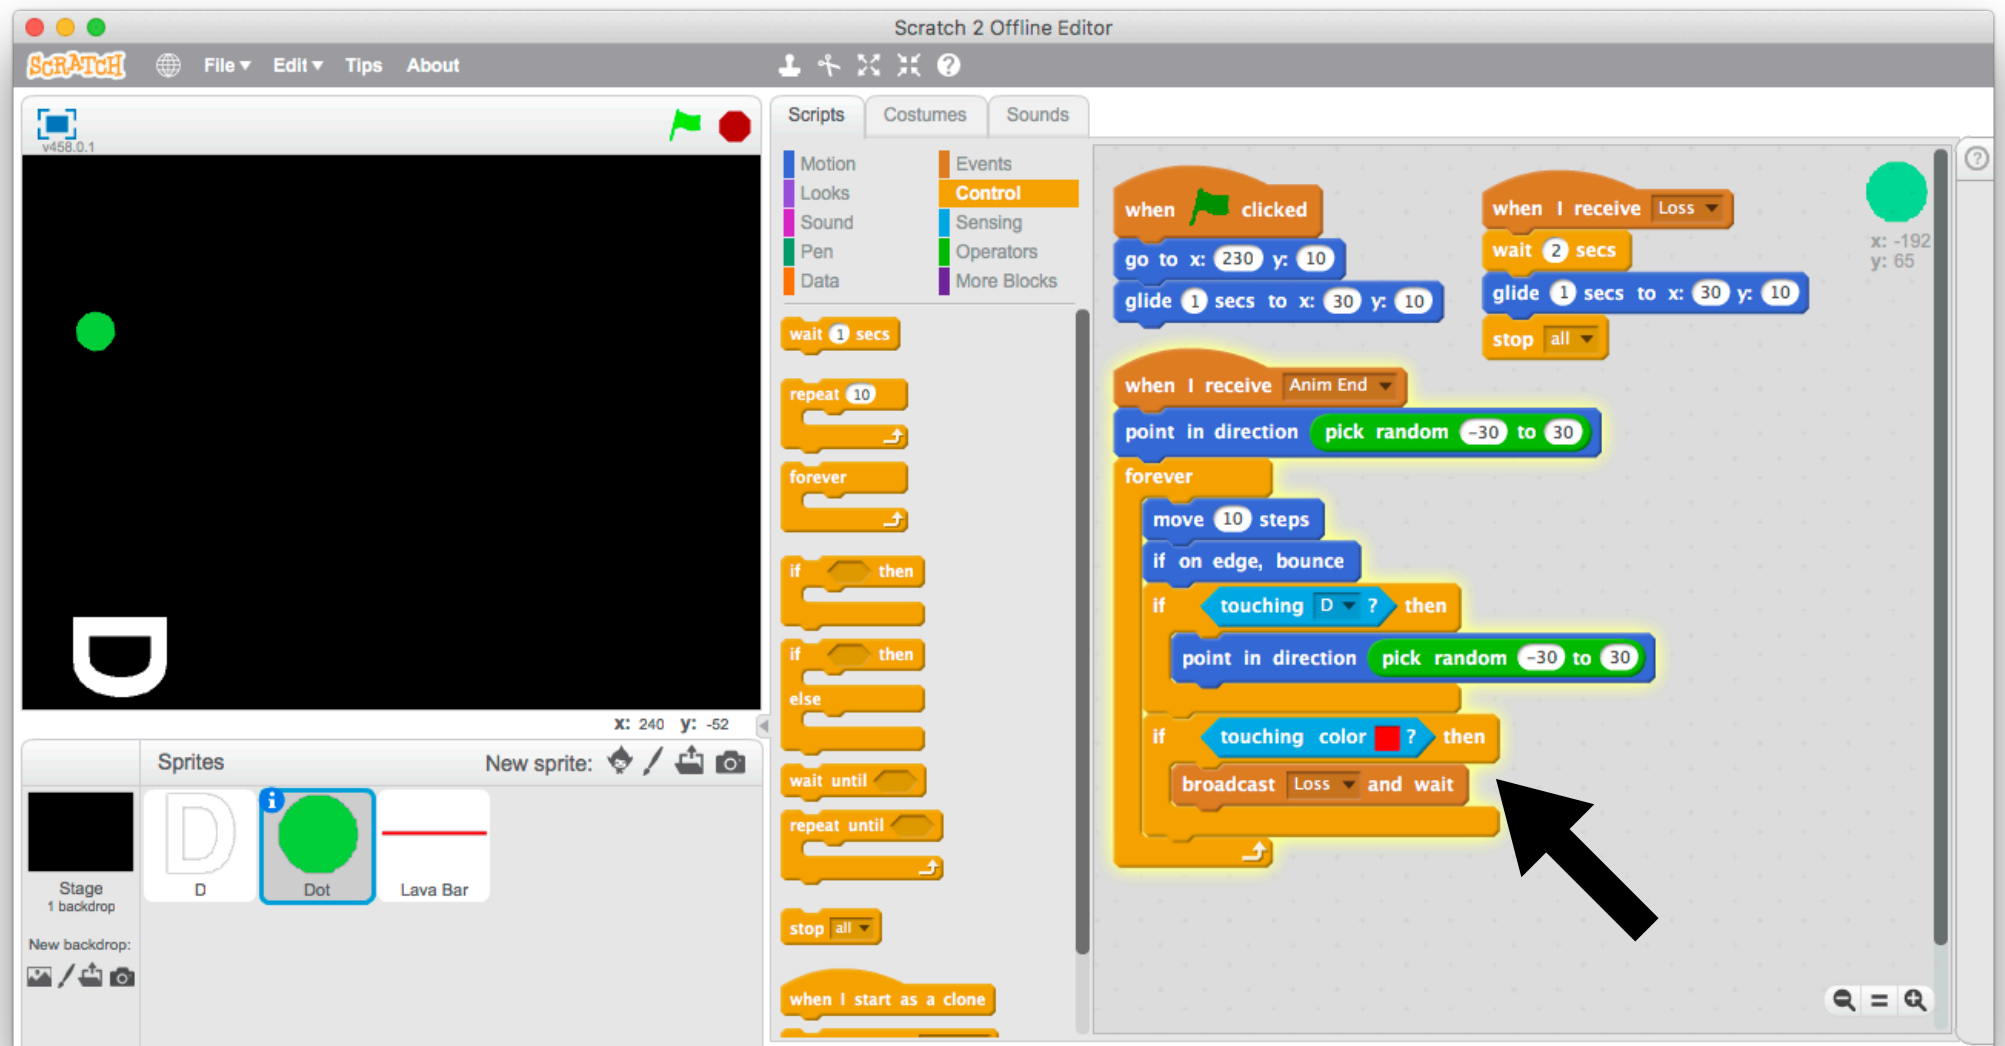 Scratch 2 Offline Editor
SCRATCH File Edit Tips About
v458.0.1
X: 240 y: -52
Sprites New sprite:
Stage
1 backdrop
New backdrop:
D
Dot
Lava Bar
Scripts Costumes Sounds
Motion Events
Looks Control
Sound Sensing
Pen Operators
Data More Blocks
wait 1 secs
repeat 10
forever
if then
if then
else
wait until
repeat until
stop all
when I start as a clone
when clicked
go to x: 230 y: 10
glide 1 secs to x: 30 y: 10
when I receive Loss
wait 2 secs
glide 1 secs to x: 30 y: 10
stop all
x: -192
y: 65
when I receive Anim End
point in direction pick random -30 to 30
forever
move 10 steps
if on edge, bounce
if touching D ? then
point in direction pick random -30 to 30
if touching color ? then
broadcast Loss and wait